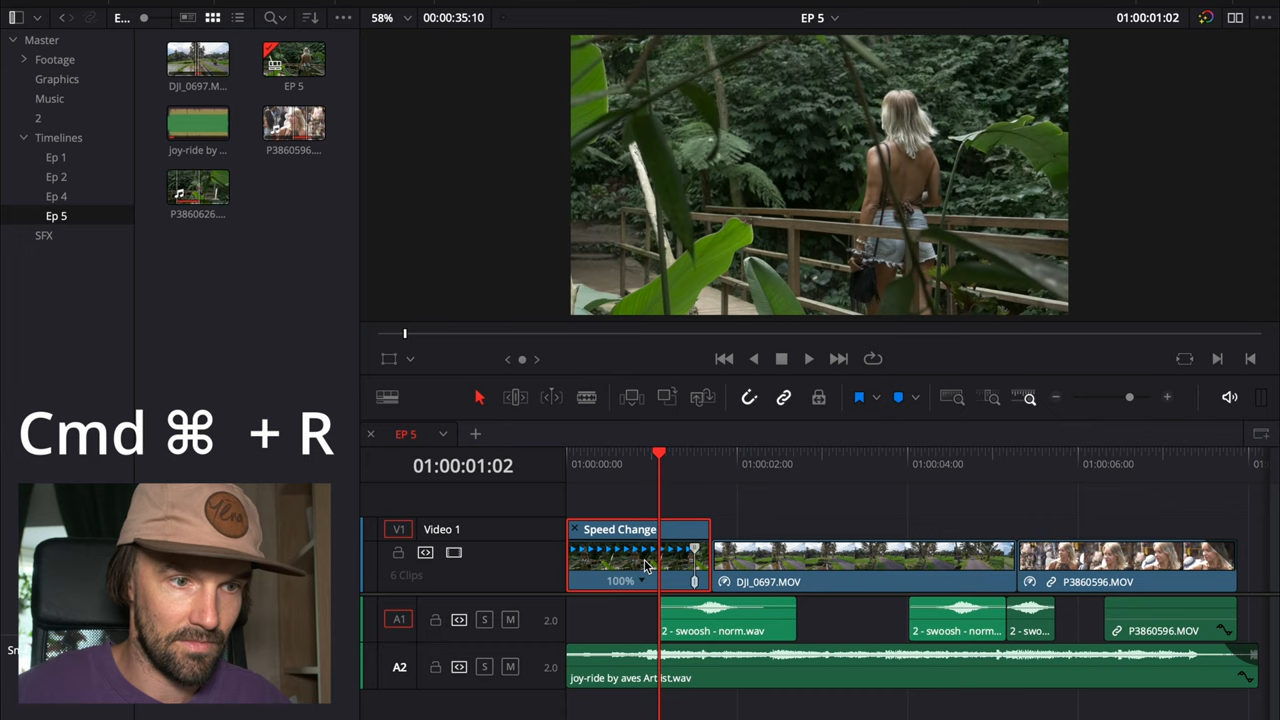 E...
58%
00:00:35:10
EP 5
01:00:01:02
Master
Footage
Graphics
Music
2
Timelines
Ep 1
Ep 2
Ep 4
Ep 5
SFX
DJI_0697.M...
EP 5
joy-ride by ...
P3860596....
P3860626....
Cmd ⌘ + R
EP 5
01:00:01:02
01:00:00:00
01:00:02:00
01:00:04:00
01:00:06:00
V1
Video 1
Speed Change
6 Clips
100%
DJI_0697.MOV
P3860596.MOV
A1
S
M
2.0
2 - swoosh - norm.wav
2 - swoosh - norm...
2 - swo...
P3860596.MOV
A2
S
M
2.0
joy-ride by aves Artist.wav